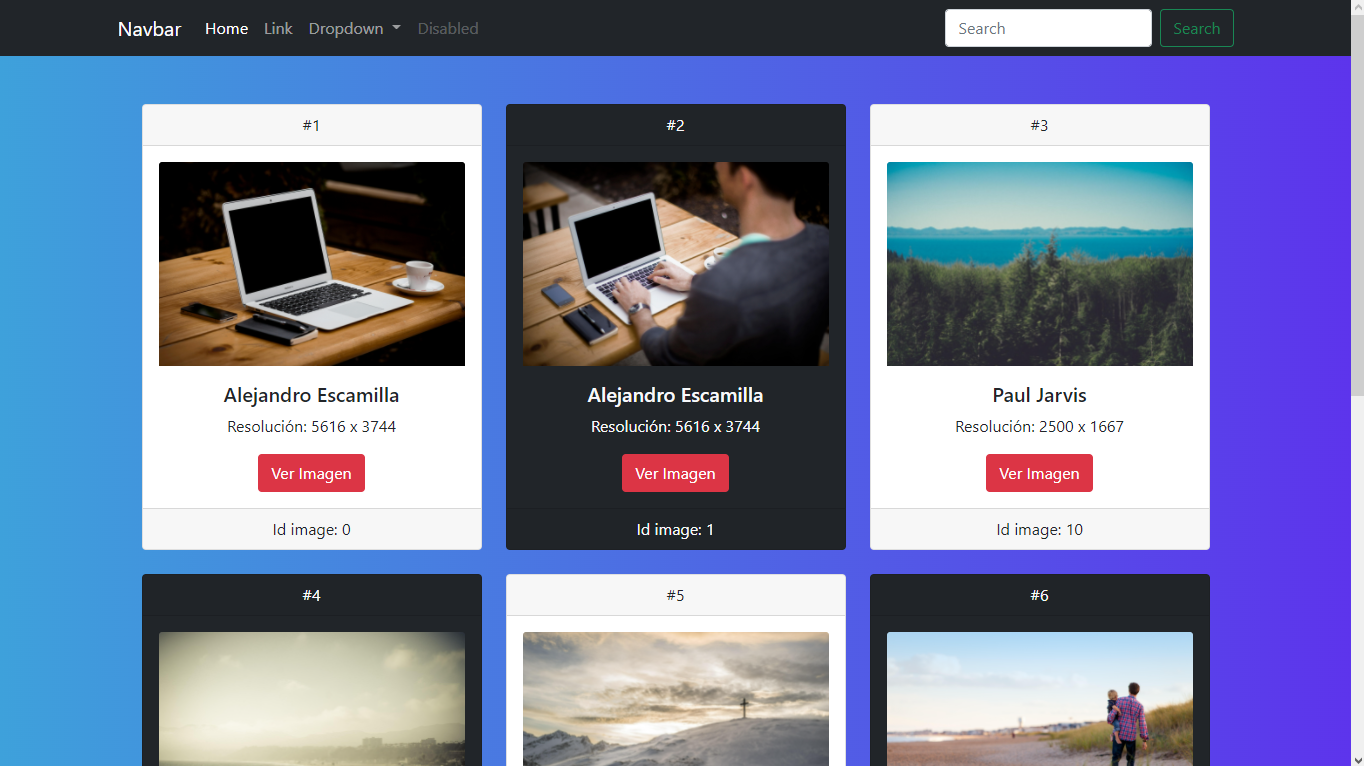 Navbar Home Link Dropdown Disabled Search Search
#1
Alejandro Escamilla
Resolución: 5616 x 3744
Ver Imagen
Id image: 0
#2
Alejandro Escamilla
Resolución: 5616 x 3744
Ver Imagen
Id image: 1
#3
Paul Jarvis
Resolución: 2500 x 1667
Ver Imagen
Id image: 10
#4
#5
#6